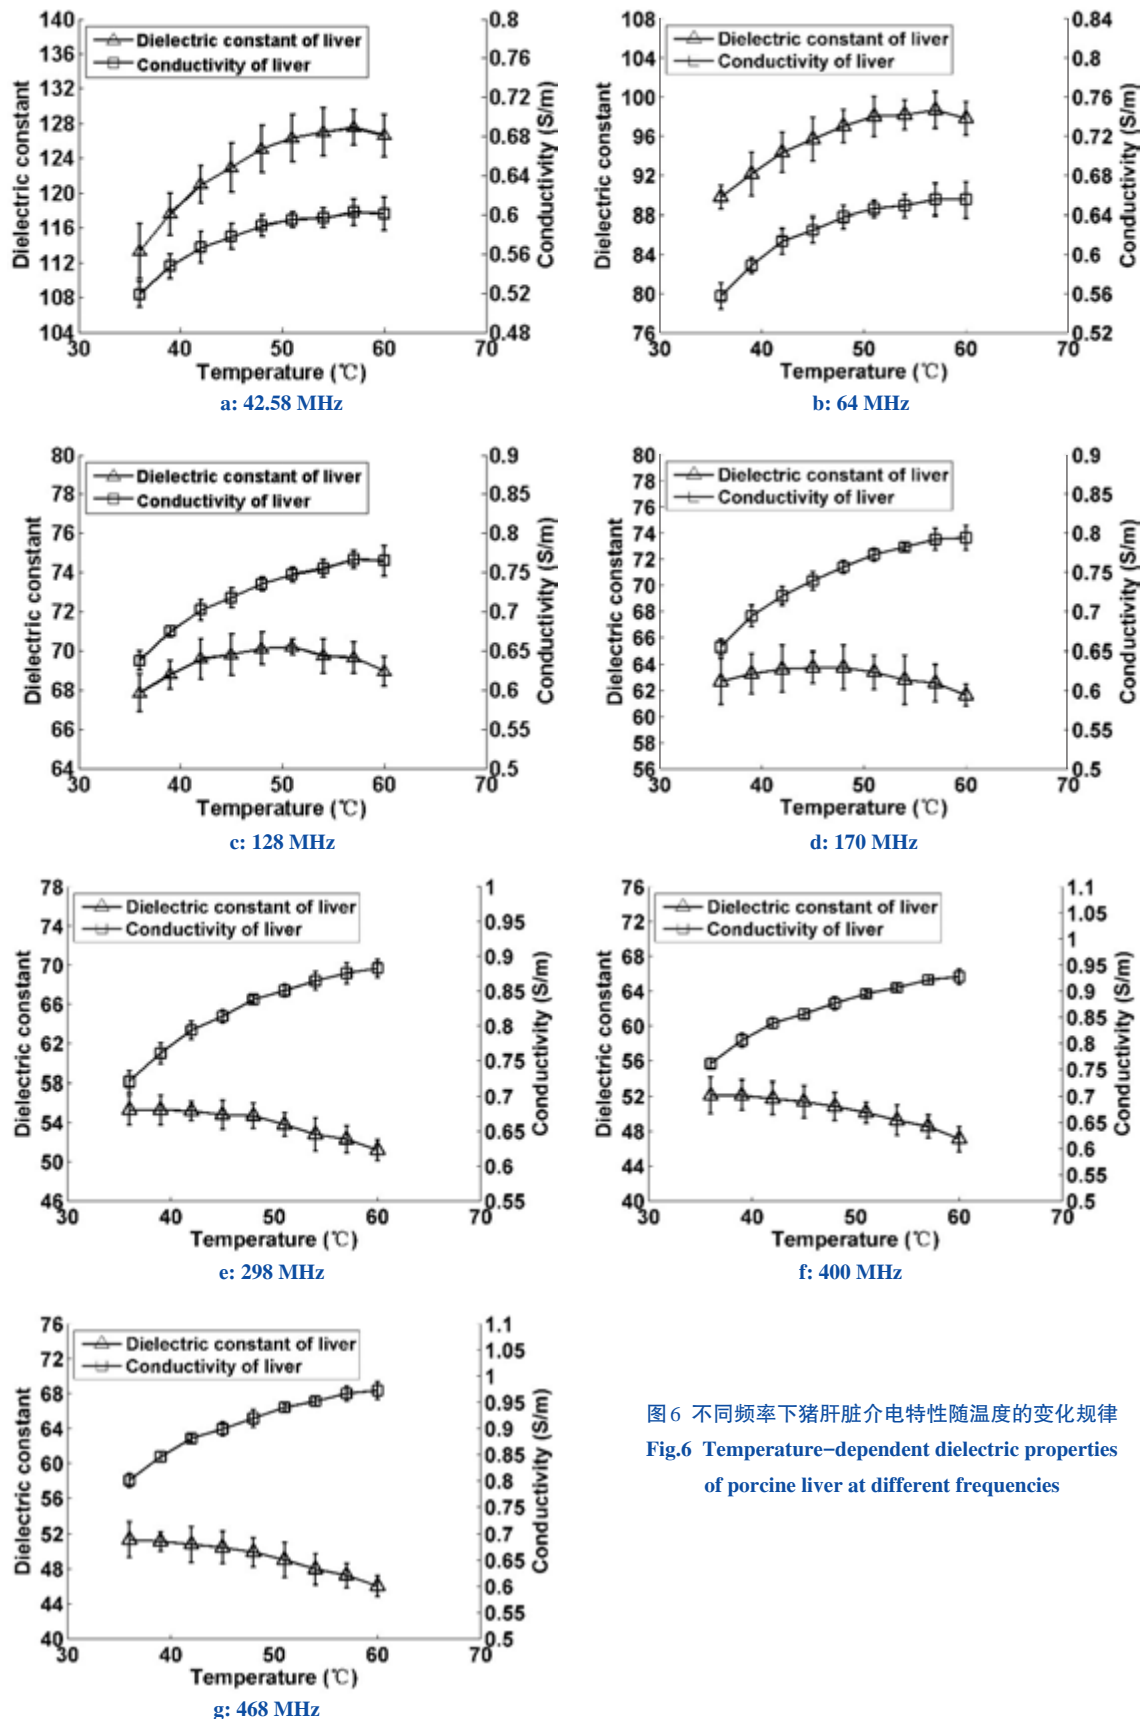 Dielectric constant of liver
Conductivity of liver
140
136
132
128
124
120
116
112
108
104
0.8
0.76
0.72
0.68
0.64
0.6
0.56
0.52
0.48
30 40 50 60 70
Dielectric constant
Conductivity (S/m)
Temperature (℃)
a: 42.58 MHz
Dielectric constant of liver
Conductivity of liver
108
104
100
96
92
88
84
80
76
0.84
0.8
0.76
0.72
0.68
0.64
0.6
0.56
0.52
30 40 50 60 70
Dielectric constant
Conductivity (S/m)
Temperature (℃)
b: 64 MHz
Dielectric constant of liver
Conductivity of liver
80
78
76
74
72
70
68
66
64
0.9
0.85
0.8
0.75
0.7
0.65
0.6
0.55
0.5
30 40 50 60 70
Dielectric constant
Conductivity (S/m)
Temperature (℃)
c: 128 MHz
Dielectric constant of liver
Conductivity of liver
80
78
76
74
72
70
68
66
64
62
60
58
56
0.9
0.85
0.8
0.75
0.7
0.65
0.6
0.55
0.5
30 40 50 60 70
Dielectric constant
Conductivity (S/m)
Temperature (℃)
d: 170 MHz
Dielectric constant of liver
Conductivity of liver
78
74
70
66
62
58
54
50
46
1
0.95
0.9
0.85
0.8
0.75
0.7
0.65
0.6
0.55
30 40 50 60 70
Dielectric constant
Conductivity (S/m)
Temperature (℃)
e: 298 MHz
Dielectric constant of liver
Conductivity of liver
76
72
68
64
60
56
52
48
44
40
1.1
1.05
1
0.95
0.9
0.85
0.8
0.75
0.7
0.65
0.6
0.55
0.5
30 40 50 60 70
Dielectric constant
Conductivity (S/m)
Temperature (℃)
f: 400 MHz
Dielectric constant of liver
Conductivity of liver
76
72
68
64
60
56
52
48
44
40
1.1
1.05
1
0.95
0.9
0.85
0.8
0.75
0.7
0.65
0.6
0.55
0.5
30 40 50 60 70
Dielectric constant
Conductivity (S/m)
Temperature (℃)
g: 468 MHz
图6 不同频率下猪肝脏介电特性随温度的变化规律
Fig.6 Temperature-dependent dielectric properties
of porcine liver at different frequencies